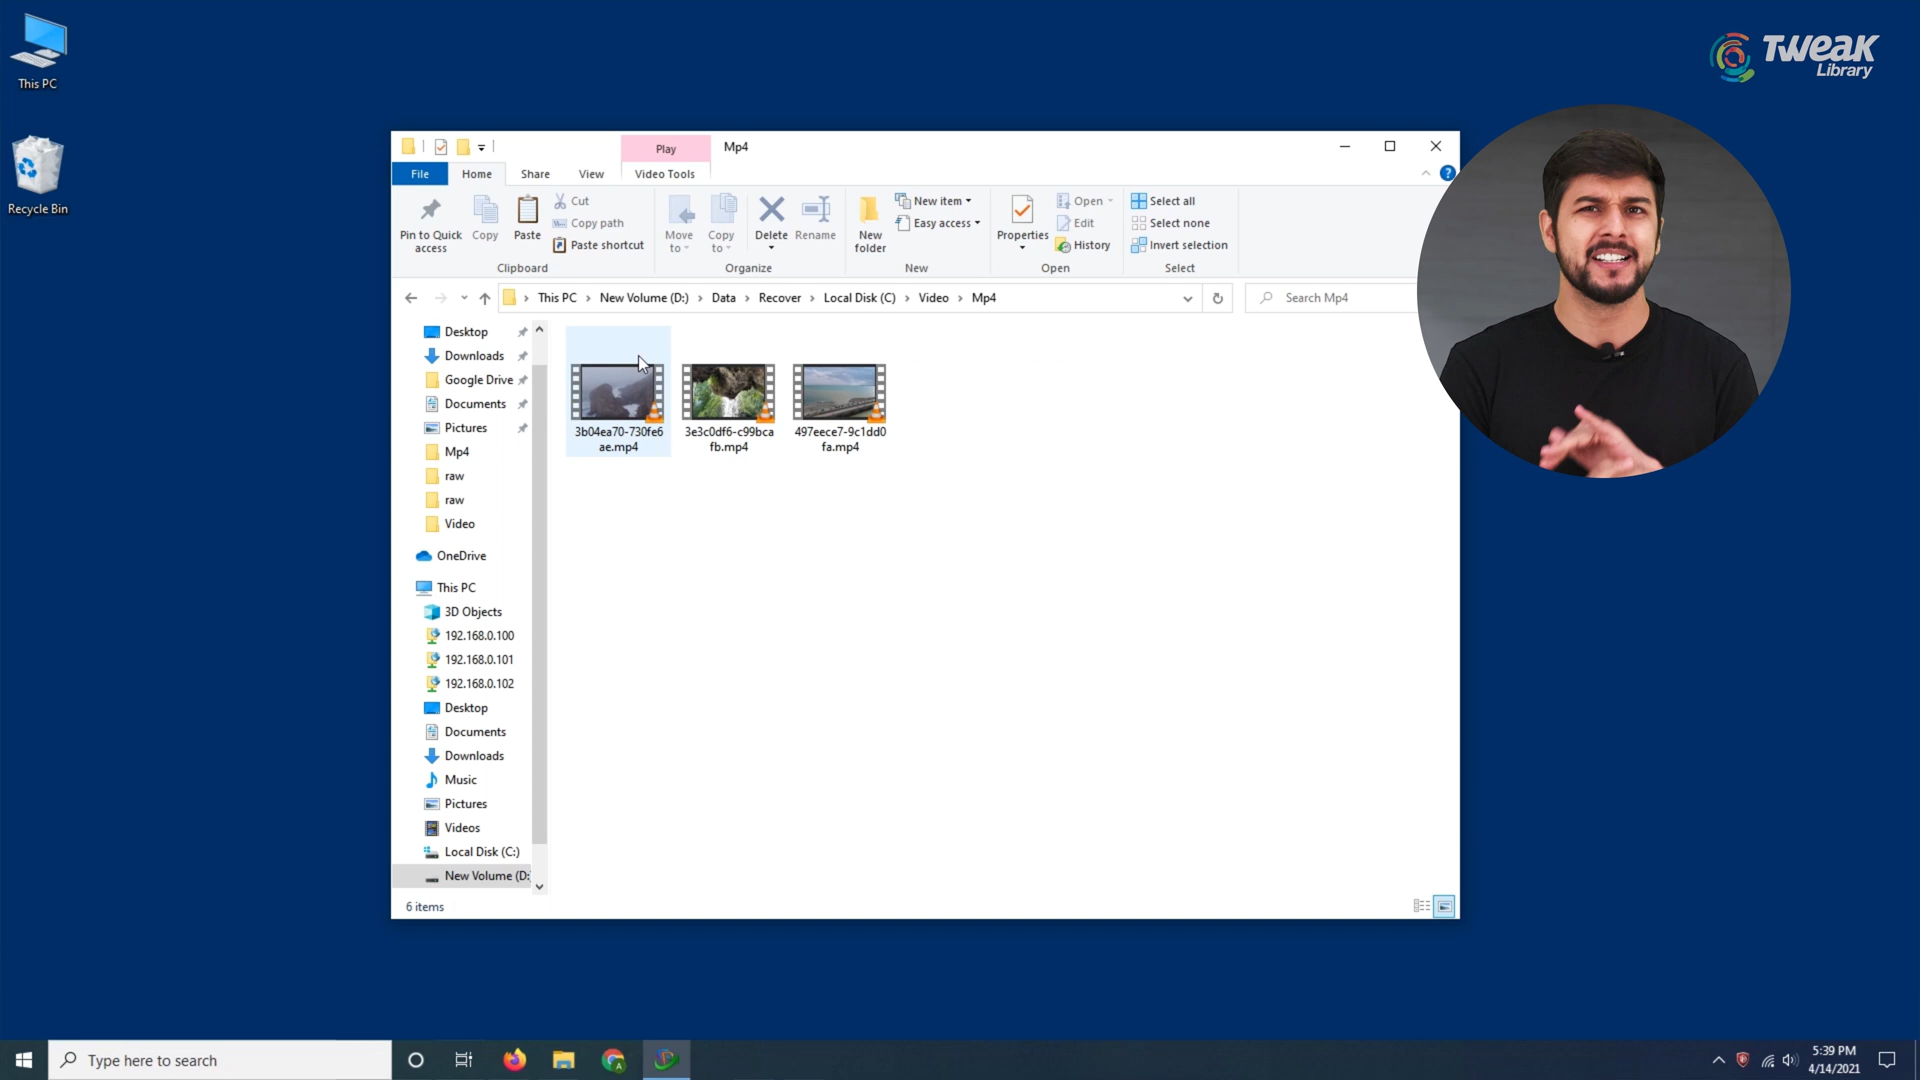 This PC
Recycle Bin
TWeaK
Library
Play
Mp4
File
Home
Share
View
Video Tools
Pin to Quick
access
Copy
Paste
Cut
Copy path
Paste shortcut
Clipboard
Move
to
Copy
to
Delete
Rename
Organize
New
folder
New item
Easy access
New
Properties
Open
Edit
History
Open
Select all
Select none
Invert selection
Select
This PC > New Volume (D:) > Data > Recover > Local Disk (C) > Video > Mp4
Search Mp4
Desktop
Downloads
Google Drive
Documents
Pictures
Mp4
raw
raw
Video
OneDrive
This PC
3D Objects
192.168.0.100
192.168.0.101
192.168.0.102
Desktop
Documents
Downloads
Music
Pictures
Videos
Local Disk (C:)
New Volume (D:
3b04ea70-730fe6
ae.mp4
3e3c0df6-c99bca
fb.mp4
497eece7-9c1dd0
fa.mp4
6 items
Type here to search
5:39 PM
4/14/2021